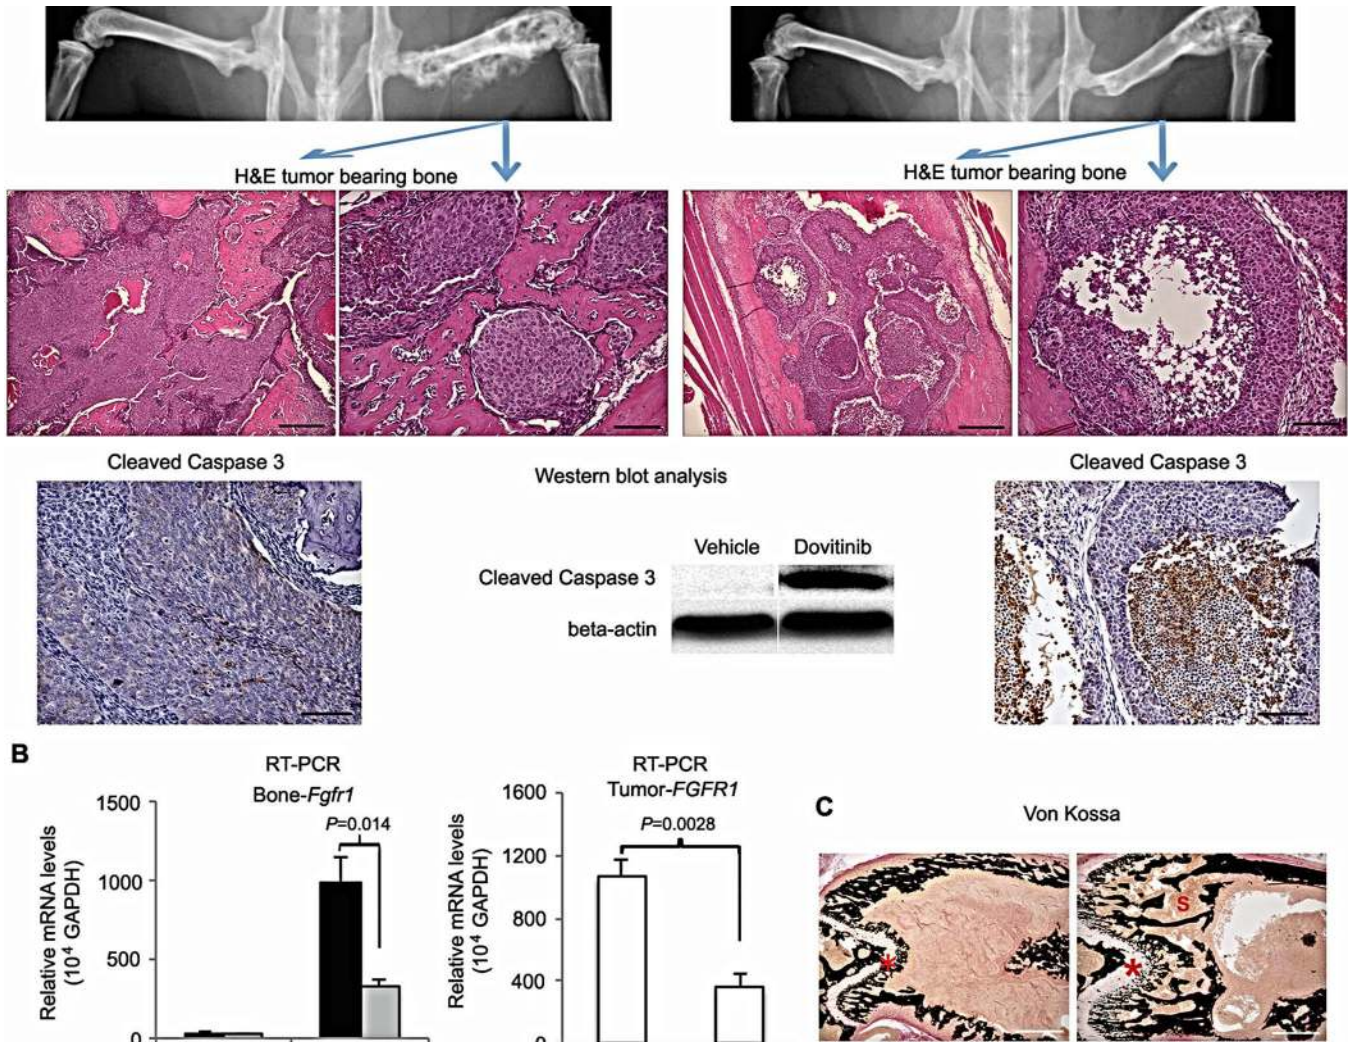 H&E tumor bearing bone
H&E tumor bearing bone
Cleaved Caspase 3
Western blot analysis
Cleaved Caspase 3
Vehicle Dovitinib
Cleaved Caspase 3
beta-actin
B
RT-PCR
Bone-Fgfr1
P=0.014
Relative mRNA levels
(10⁴ GAPDH)
1500
1000
500
0
RT-PCR
Tumor-FGFR1
P=0.0028
Relative mRNA levels
(10⁴ GAPDH)
1600
1200
800
400
0
C
Von Kossa
*
* S